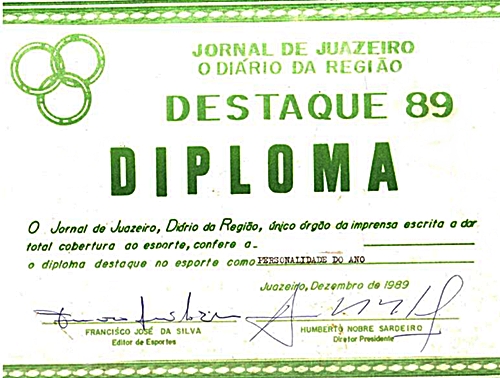 JORNAL DE JUAZEIRO
O DIÁRIO DA REGIÃO
DESTAQUE 89
DIPLOMA
O Jornal de Juazeiro, Diário da Região, único órgão da imprensa escrita a dar
total cobertura ao esporte, confere a
o diploma destaque no esporte como PERSONALIDADE DO ANO
Juazeiro, Dezembro de 1989
FRANCISCO JOSÉ DA SILVA
Editor de Esportes
HUMBERTO NOBRE SARDEIRO
Diretor Presidente